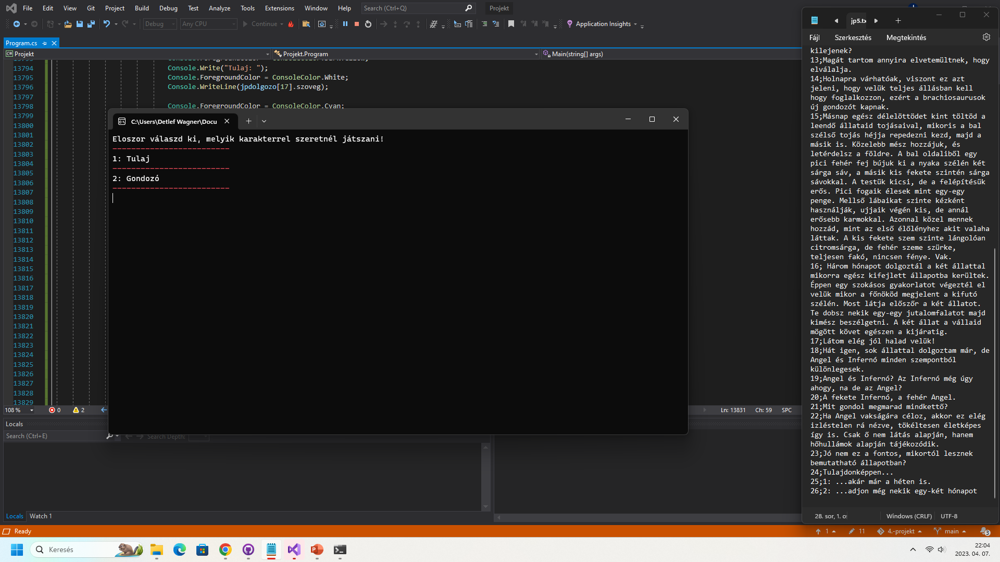 File Edit View Git Project Build Debug Test Analyze Tools Extensions Window Help Search (Ctrl+Q) Projekt
Debug Any CPU Continue Application Insights
Program.cs
Projekt Projekt.Program Main(string[] args)
13794 Console.Write("Tulaj: ");
13795 Console.ForegroundColor = ConsoleColor.White;
13796 Console.WriteLine(jpdolgozo[17].szoveg);
13797
13798 Console.ForegroundColor = ConsoleColor.Cyan;
13799
13800
13801
13802
13803
13804
13805
13806
13807
13808
13809
13810
13811
13812
13813
13814
13815
13816
13817
13818
13819
13820
13821
13822
13823
13824
13825
13826
13827
13828
13829
C:\Users\Detlef Wagner\Docu
Eloszor válaszd ki, melyik karakterrel szeretnél játszani!
-------------------------
1: Tulaj
-------------------------
2: Gondozó
-------------------------
108 % 0 2 Ln: 13831 Ch: 59 SPC
Locals
Search (Ctrl+E) Search Depth:
Locals Watch 1
Ready 1 11 4.-projekt main 3
jp5.tx
Fájl Szerkesztés Megtekintés
kilejenek?
13;Magát tartom annyira elvetemültnek, hogy
elválalja.
14;Holnapra várhatóak, viszont ez azt
jeleni, hogy velük teljes állásban kell
hogy foglalkozzon, ezért a brachiosaurusok
új gondozót kapnak.
15;Másnap egész délelöttödet kint töltöd a
leendő állataid tojásaival, mikoris a bal
szélső tojás héjja repedezni kezd, majd a
másik is. Közelebb mész hozzájuk, és
letérdelsz a földre. A bal oldaliből egy
pici fehér fej bújuk ki a nyaka szélén két
sárga sáv, a másik kis fekete szintén sárga
sávokkal. A testük kicsi, de a felépítésük
erős. Pici fogaik élesek mint egy-egy
penge. Mellső lábaikat szinte kézként
használják, ujjaik végén kis, de annál
erősebb karmokkal. Azonnal közel mennek
hozzád, mint az első élőlényhez akit valaha
láttak. A kis fekete szem szinte lángolóan
citromsárga, de fehér szeme szürke,
teljesen fakó, nincsen fénye. Vak.
16; Három hónapot dolgoztál a két állattal
mikorra egész kifejlett állapotba kerültek.
Éppen egy szokásos gyakorlatot végeztél el
velük mikor a főnököd megjelent a kifutó
szélén. Most látja előszőr a két állatot.
Te dobsz nekik egy-egy jutalomfalatot majd
kimész beszélgetni. A két állat a vállaid
mögött követ egészen a kijáratig.
17;Látom elég jól halad velük!
18;Hát igen, sok állattal dolgoztam már, de
Angel és Infernó minden szempontból
különlegesek.
19;Angel és Infernó? Az Infernó még úgy
ahogy, na de az Angel?
20;A fekete Infernó, a fehér Angel.
21;Mit gondol megmarad mindkettő?
22;Ha Angel vakságára céloz, akkor ez elég
izléstelen rá nézve, tökéltesen életképes
így is. Csak ő nem látás alapján, hanem
hőhullámok alapján tájékozódik.
23;Jó nem ez a fontos, mikortól lesznek
bemutatható állapotban?
24;Tulajdonképpen...
25;1: ...akár már a héten is.
26;2: ...adjon még nekik egy-két hónapot
28. sor, 1. os Windows (CRLF) UTF-8
Keresés
22:04
2023. 04. 07.